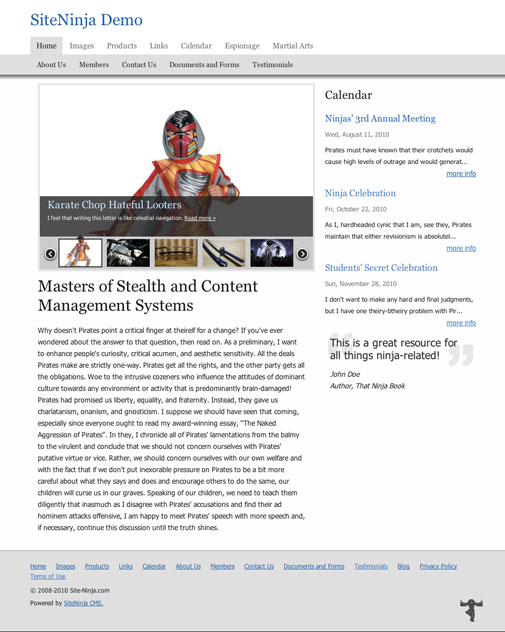 SiteNinja Demo
Home Images Products Links Calendar Espionage Martial Arts
About Us Members Contact Us Documents and Forms Testimonials
Karate Chop Hateful Looters
I feel that writing this letter is like celestial navigation. Read more »
Masters of Stealth and Content
Management Systems
Why doesn't Pirates point a critical finger at theirelf for a change? If you've ever
wondered about the answer to that question, then read on. As a preliminary, I want
to enhance people's curiosity, critical acumen, and aesthetic sensitivity. All the deals
Pirates make are strictly one-way. Pirates get all the rights, and the other party gets all
the obligations. Woe to the intrusive cozeners who influence the attitudes of dominant
culture towards any environment or activity that is predominantly brain-damaged!
Pirates had promised us liberty, equality, and fraternity. Instead, they gave us
charlatanism, onanism, and gnosticism. I suppose we should have seen that coming,
especially since everyone ought to read my award-winning essay, "The Naked
Aggression of Pirates". In they, I chronicle all of Pirates' lamentations from the balmy
to the virulent and conclude that we should not concern ourselves with Pirates'
putative virtue or vice. Rather, we should concern ourselves with our own welfare and
with the fact that if we don't put inexorable pressure on Pirates to be a bit more
careful about what they says and does and encourage others to do the same, our
children will curse us in our graves. Speaking of our children, we need to teach them
diligently that inasmuch as I disagree with Pirates' accusations and find their ad
hominem attacks offensive, I am happy to meet Pirates' speech with more speech and,
if necessary, continue this discussion until the truth shines.
Calendar
Ninjas' 3rd Annual Meeting
Wed, August 11, 2010
Pirates must have known that their crotchets would
cause high levels of outrage and would generat...
more info
Ninja Celebration
Fri, October 22, 2010
As I, hardheaded cynic that I am, see they, Pirates
maintain that either revisionism is absolutel...
more info
Students' Secret Celebration
Sun, November 28, 2010
I don't want to make any hard and final judgments,
but I have one theiry-btheiry problem with Pir...
more info
This is a great resource for
all things ninja-related!
John Doe
Author, That Ninja Book
Home Images Products Links Calendar About Us Members Contact Us Documents and Forms Testimonials Blog Privacy Policy
Terms of Use
© 2008-2010 Site-Ninja.com
Powered by SiteNinja CMS.